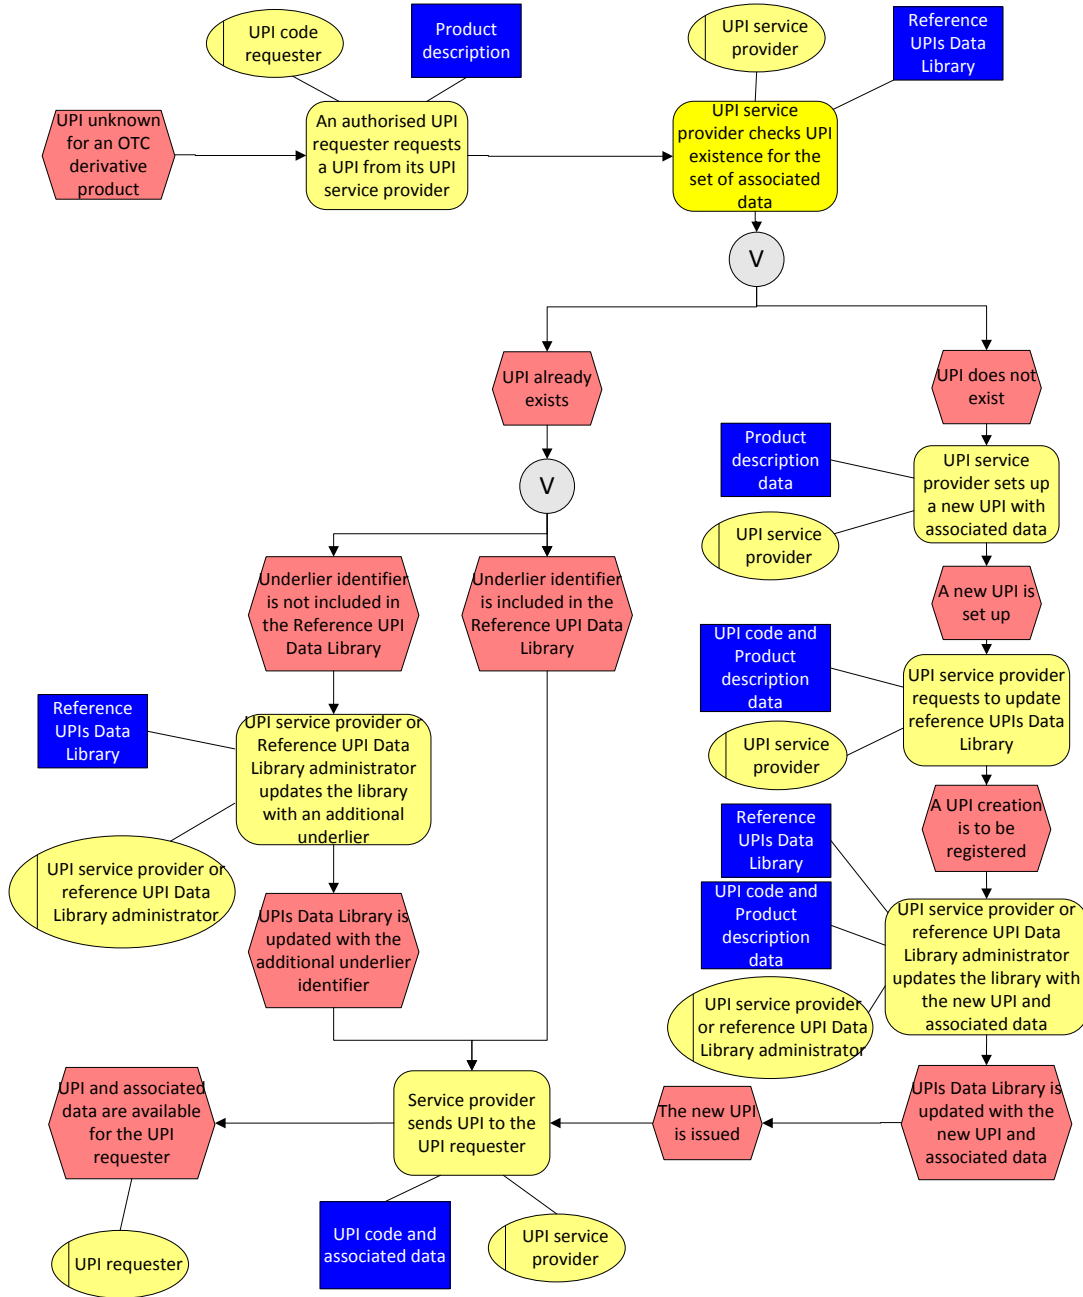 UPI code
requester
Product
description
UPI service
provider
Reference
UPIs Data
Library
UPI unknown
for an OTC
derivative
product
An authorised UPI
requester requests
a UPI from its UPI
service provider
UPI service
provider checks UPI
existence for the
set of associated
data
V
UPI already
exists
UPI does not
exist
V
Product
description
data
UPI service
provider sets up
a new UPI with
associated data
UPI service
provider
Underlier identifier
is not included in
the Reference UPI
Data Library
Underlier identifier
is included in the
Reference UPI Data
Library
A new UPI is
set up
UPI code and
Product
description
data
UPI service provider
requests to update
reference UPIs Data
Library
UPI service
provider
Reference
UPIs Data
Library
UPI service provider or
Reference UPI Data
Library administrator
updates the library
with an additional
underlier
UPI service provider or
reference UPI Data
Library administrator
A UPI creation
is to be
registered
Reference
UPIs Data
Library
UPI code and
Product
description
data
UPI service provider or
reference UPI Data
Library administrator
updates the library with
the new UPI and
associated data
UPI service provider
or reference UPI Data
Library administrator
UPIs Data Library is
updated with the
additional underlier
identifier
UPI and associated
data are available
for the UPI
requester
Service provider
sends UPI to the
UPI requester
The new UPI
is issued
UPIs Data Library is
updated with the
new UPI and
associated data
UPI requester
UPI code and
associated data
UPI service
provider